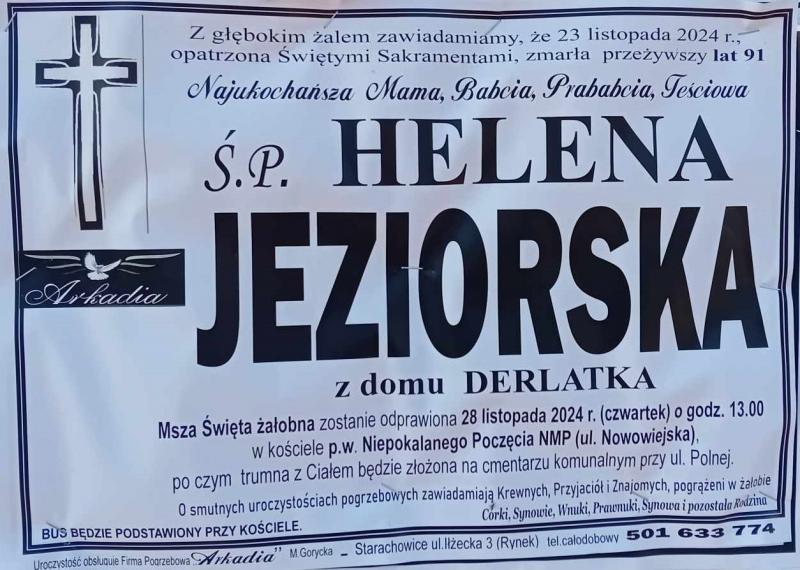 Z głębokim żalem zawiadamiamy, że 23 listopada 2024 r.,
opatrzona Świętymi Sakramentami, zmarła przeżywszy lat 91
Najukochańsza Mama, Babcia, Prababcia, Teściowa
Ś.P. HELENA
JEZIORSKA
Arkadia
z domu DERLATKA
Msza Święta żałobna zostanie odprawiona 28 listopada 2024 r. (czwartek) o godz. 13.00
w kościele p.w. Niepokalanego Poczęcia NMP (ul. Nowowiejska),
po czym trumna z Ciałem będzie złożona na cmentarzu komunalnym przy ul. Polnej.
O smutnych uroczystościach pogrzebowych zawiadamiają Krewnych, Przyjaciół i Znajomych, pogrążeni w żałobie
Córki, Synowie, Wnuki, Prawnuki, Synowa i pozostała Rodzina
BUS BĘDZIE PODSTAWIONY PRZY KOŚCIELE.
Uroczystość obsługuje Firma Pogrzebowa "Arkadia" M.Gorycka – Starachowice ul.Iłżecka 3 (Rynek) tel.całodobowy 501 633 774